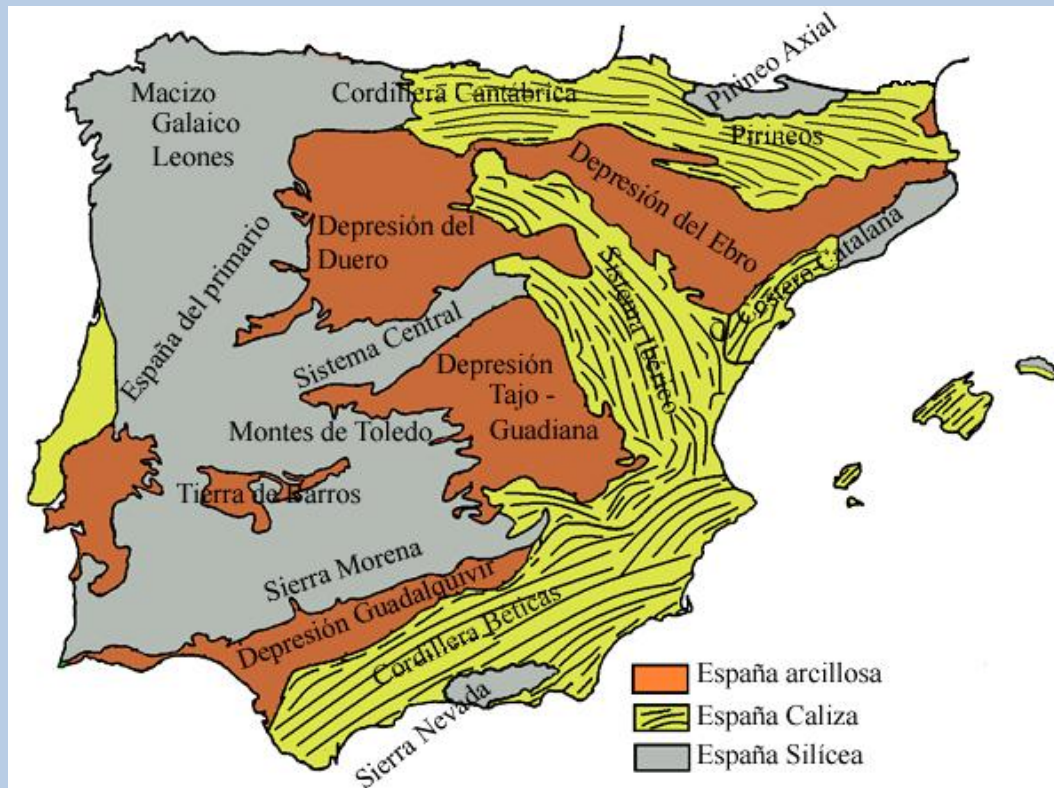 Macizo
Galaico
Leones
Cordillera Cantábrica
Pirineo Axial
Pirineos
Depresión del Ebro
Depresión del
Duero
España del primario
Sistema Central
Sistema Ibérico
C. Costero Catalana
Depresión
Tajo -
Guadiana
Montes de Toledo
Tierra de Barros
Sierra Morena
Depresión Guadalquivir
Cordillera Beticas
Sierra Nevada
España arcillosa
España Caliza
España Silícea